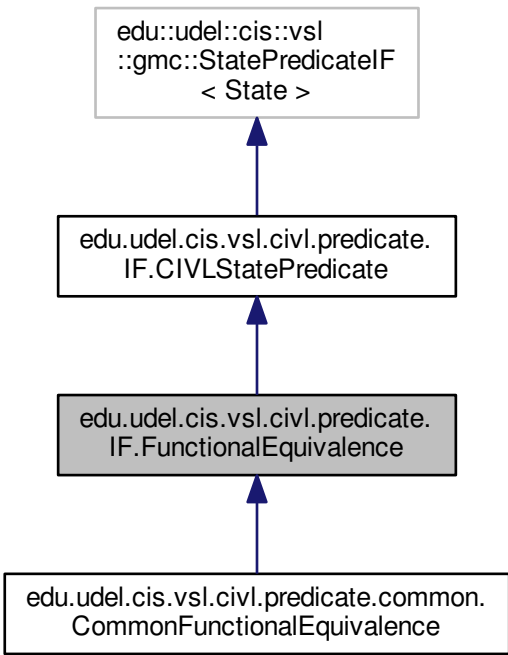 edu::udel::cis::vsl
::gmc::StatePredicateIF
< State >
edu.udel.cis.vsl.civl.predicate.
IF.CIVLStatePredicate
edu.udel.cis.vsl.civl.predicate.
IF.FunctionalEquivalence
edu.udel.cis.vsl.civl.predicate.common.
CommonFunctionalEquivalence